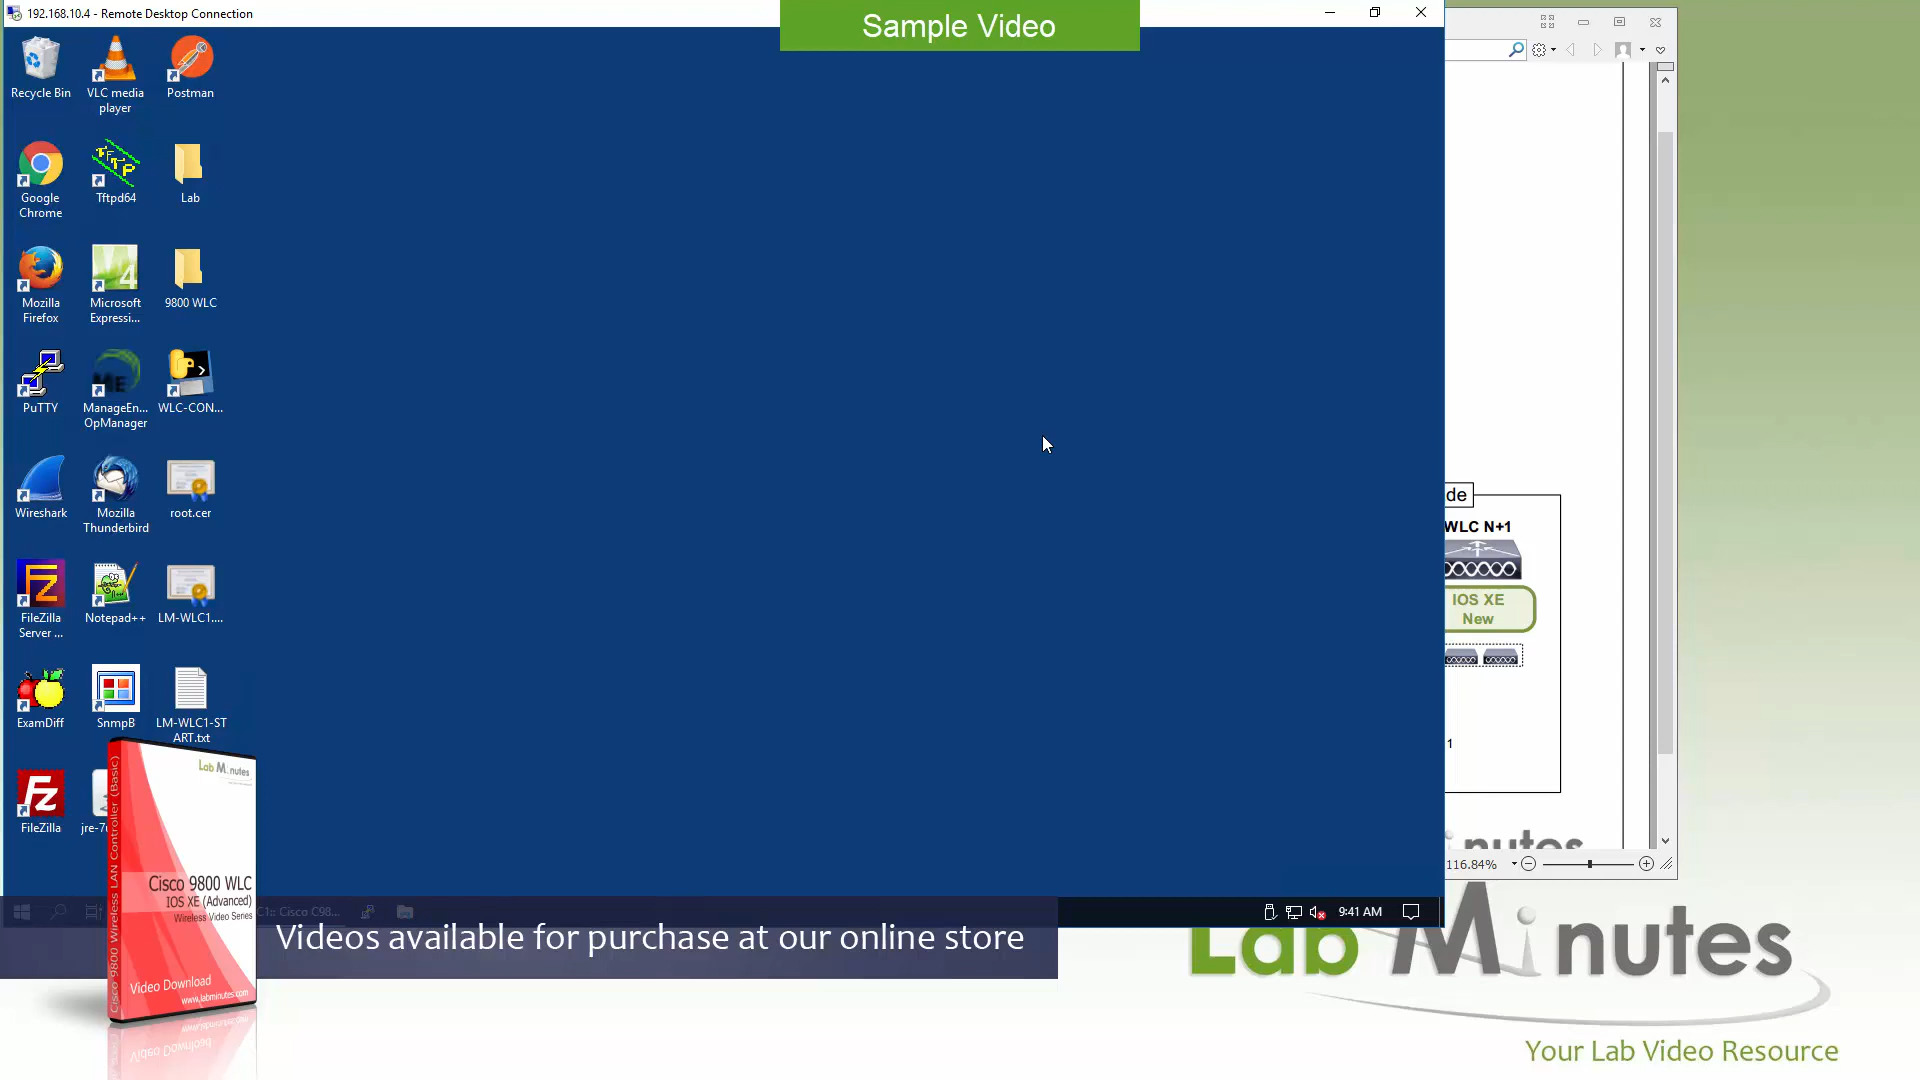 192.168.10.4 - Remote Desktop Connection
Sample Video
Recycle Bin
VLC media
player
Postman
Google
Chrome
Tftpd64
Lab
Mozilla
Firefox
Microsoft
Expressi...
9800 WLC
PuTTY
ManageEn...
OpManager
WLC-CON...
Wireshark
Mozilla
Thunderbird
root.cer
FileZilla
Server ...
Notepad++
LM-WLC1....
ExamDiff
SnmpB
LM-WLC1-ST
ART.txt
FileZilla
de
WLC N+1
IOS XE
New
1
nutes
116.84%
Lab Minutes
Cisco 9800 Wireless LAN Controller (Basic)
Cisco 9800 WLC
IOS XE (Advanced)
Wireless Video Series
Video Download
www.labminutes.com
C1:: Cisco C98...
9:41 AM
Videos available for purchase at our online store
Lab Minutes
Your Lab Video Resource